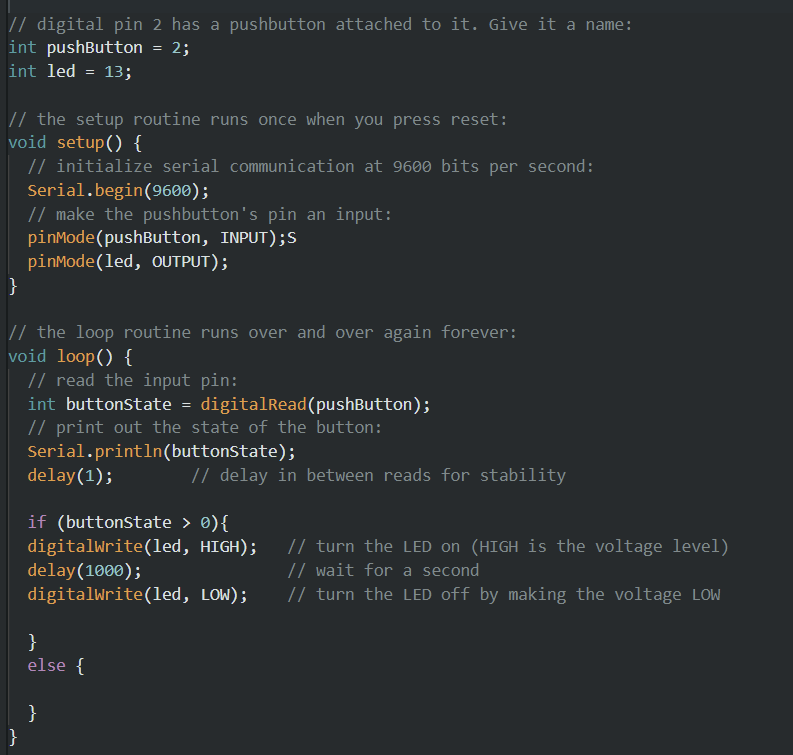 // digital pin 2 has a pushbutton attached to it. Give it a name:
int pushButton = 2;
int led = 13;

// the setup routine runs once when you press reset:
void setup() {
  // initialize serial communication at 9600 bits per second:
  Serial.begin(9600);
  // make the pushbutton's pin an input:
  pinMode(pushButton, INPUT);S
  pinMode(led, OUTPUT);
}

// the loop routine runs over and over again forever:
void loop() {
  // read the input pin:
  int buttonState = digitalRead(pushButton);
  // print out the state of the button:
  Serial.println(buttonState);
  delay(1);        // delay in between reads for stability

  if (buttonState > 0){
  digitalWrite(led, HIGH);   // turn the LED on (HIGH is the voltage level)
  delay(1000);               // wait for a second
  digitalWrite(led, LOW);    // turn the LED off by making the voltage LOW

  }
  else {

  }
}